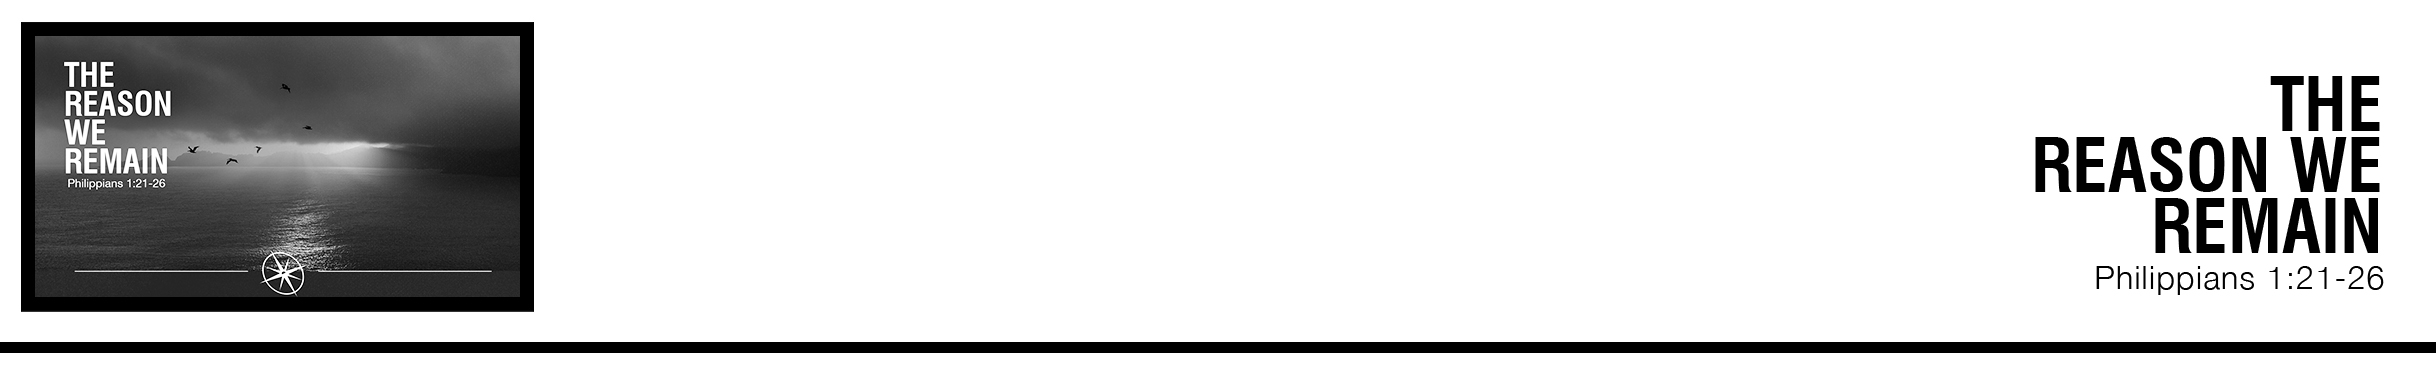 THE
REASON
WE
REMAIN
Philippians 1:21-26
THE
REASON WE
REMAIN
Philippians 1:21-26